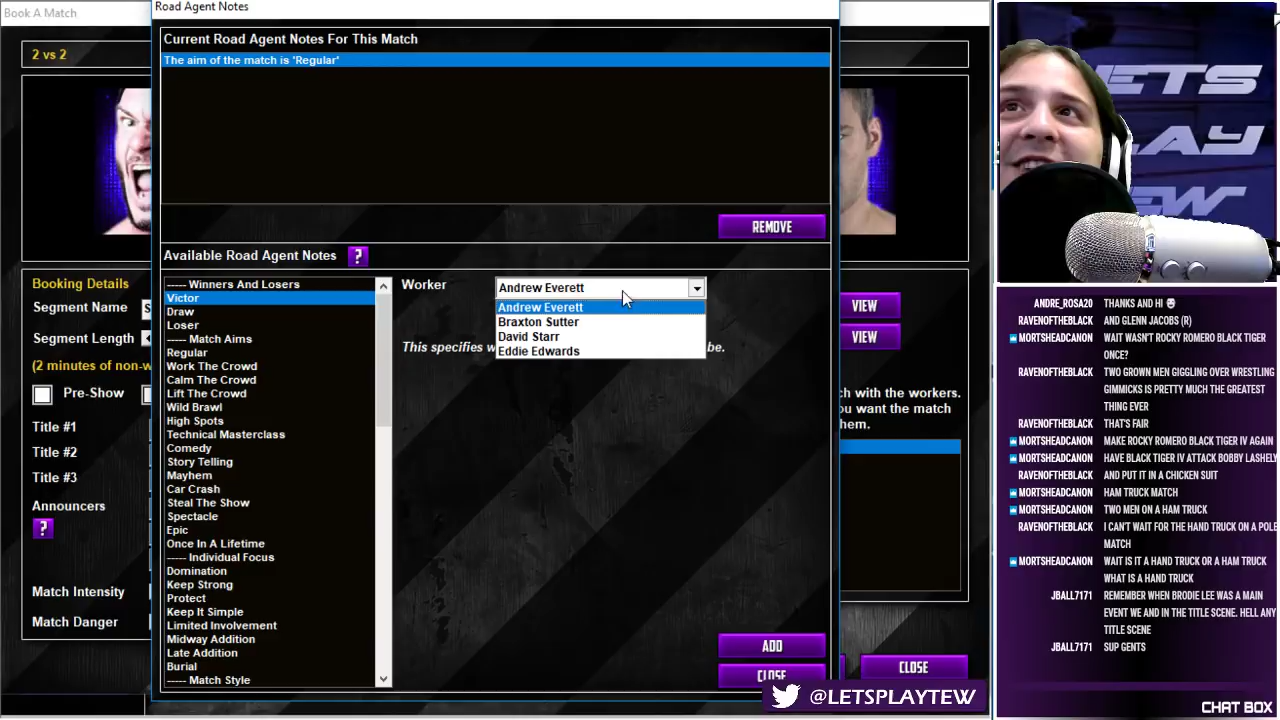 Book A Match
Road Agent Notes
2 vs 2
Current Road Agent Notes For This Match
The aim of the match is 'Regular'
REMOVE
Available Road Agent Notes
?
----- Winners And Losers
Victor
Draw
Loser
----- Match Aims
Regular
Work The Crowd
Calm The Crowd
Lift The Crowd
Wild Brawl
High Spots
Technical Masterclass
Comedy
Story Telling
Mayhem
Car Crash
Steal The Show
Spectacle
Epic
Once In A Lifetime
----- Individual Focus
Domination
Keep Strong
Protect
Keep It Simple
Limited Involvement
Midway Addition
Late Addition
Burial
----- Match Style
Worker
Andrew Everett
Andrew Everett
Braxton Sutter
David Starr
Eddie Edwards
This specifies w
be.
ADD
CLOSE
Booking Details
Segment Name
S
Segment Length
(2 minutes of non-w
Pre-Show
Title #1
Title #2
Title #3
Announcers
?
Match Intensity
Match Danger
VIEW
VIEW
ch with the workers.
ou want the match
hem.
CLOSE
@LETSPLAYTEW
LETS
PLAY
TEW
ANDRE_ROSA20 THANKS AND HI
RAVENOFTHEBLACK AND GLENN JACOBS (R)
MORTSHEADCANON WAIT WASN'T ROCKY ROMERO BLACK TIGER
ONCE?
RAVENOFTHEBLACK TWO GROWN MEN GIGGLING OVER WRESTLING
GIMMICKS IS PRETTY MUCH THE GREATEST
THING EVER
RAVENOFTHEBLACK THAT'S FAIR
MORTSHEADCANON MAKE ROCKY ROMERO BLACK TIGER IV AGAIN
MORTSHEADCANON HAVE BLACK TIGER IV ATTACK BOBBY LASHELY
RAVENOFTHEBLACK AND PUT IT IN A CHICKEN SUIT
MORTSHEADCANON HAM TRUCK MATCH
MORTSHEADCANON TWO MEN ON A HAM TRUCK
RAVENOFTHEBLACK I CAN'T WAIT FOR THE HAND TRUCK ON A POLE
MATCH
MORTSHEADCANON WAIT IS IT A HAND TRUCK OR A HAM TRUCK
WHAT IS A HAND TRUCK
JBALL7171 REMEMBER WHEN BRODIE LEE WAS A MAIN
EVENT WE AND IN THE TITLE SCENE. HELL ANY
TITLE SCENE
JBALL7171 SUP GENTS
CHAT BOX